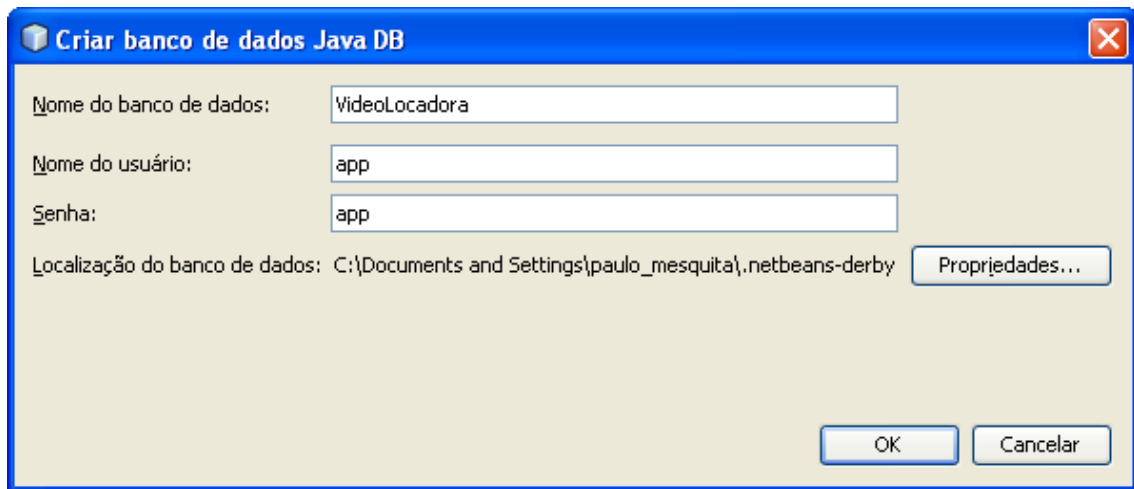 Criar banco de dados Java DB
Nome do banco de dados: VideoLocadora
Nome do usuário: app
Senha: app
Localização do banco de dados: C:\Documents and Settings\paulo_mesquita\.netbeans-derby Propriedades...
OK Cancelar